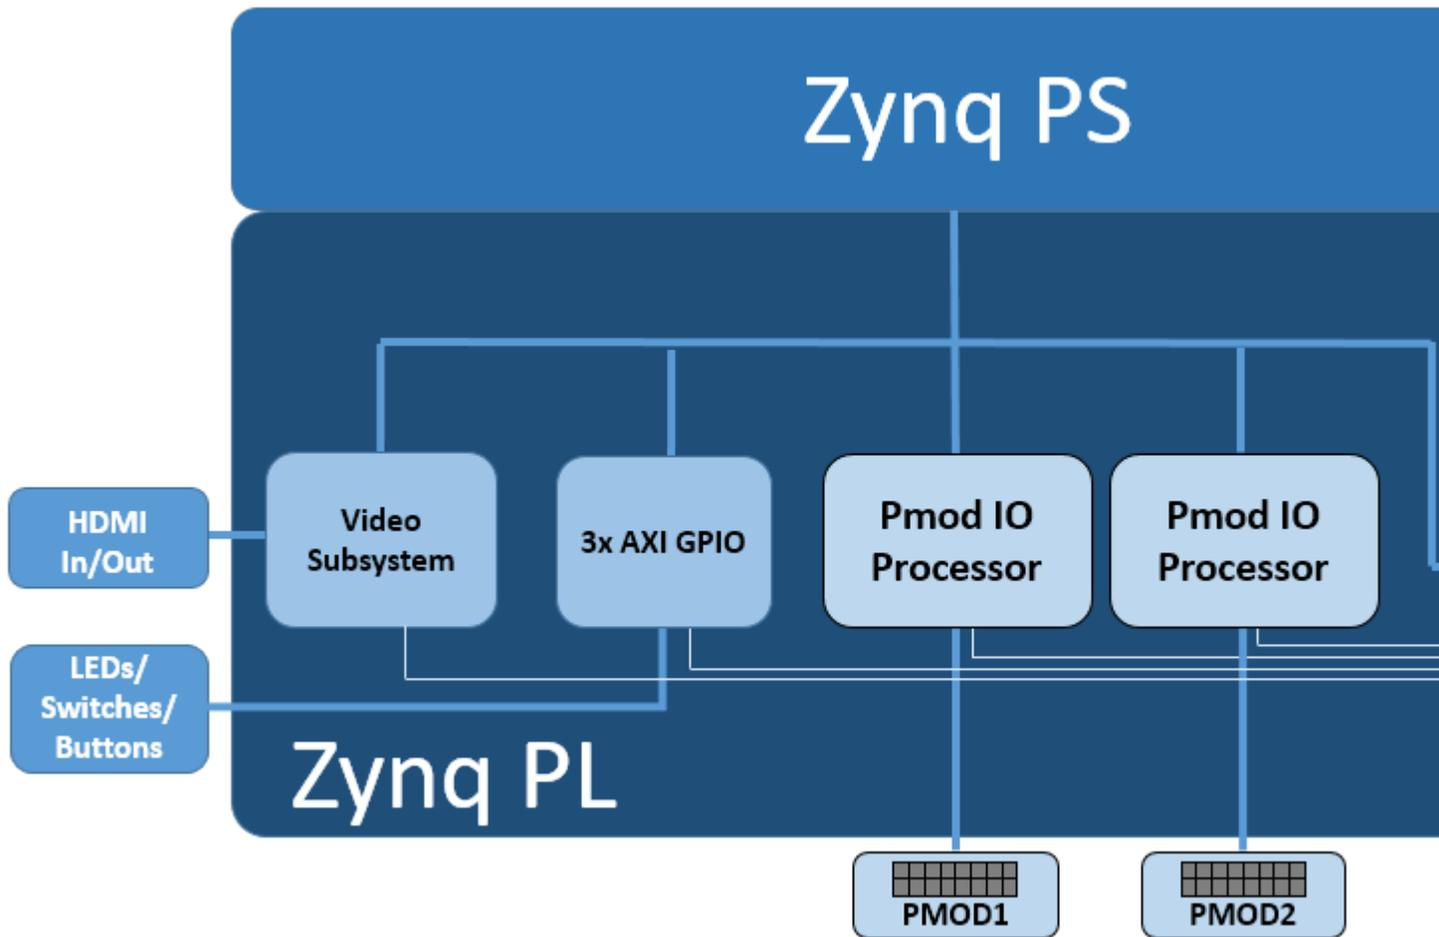 Zynq PS
HDMI
In/Out
Video
Subsystem
3x AXI GPIO
Pmod IO
Processor
Pmod IO
Processor
LEDs/
Switches/
Buttons
Zynq PL
PMOD1
PMOD2